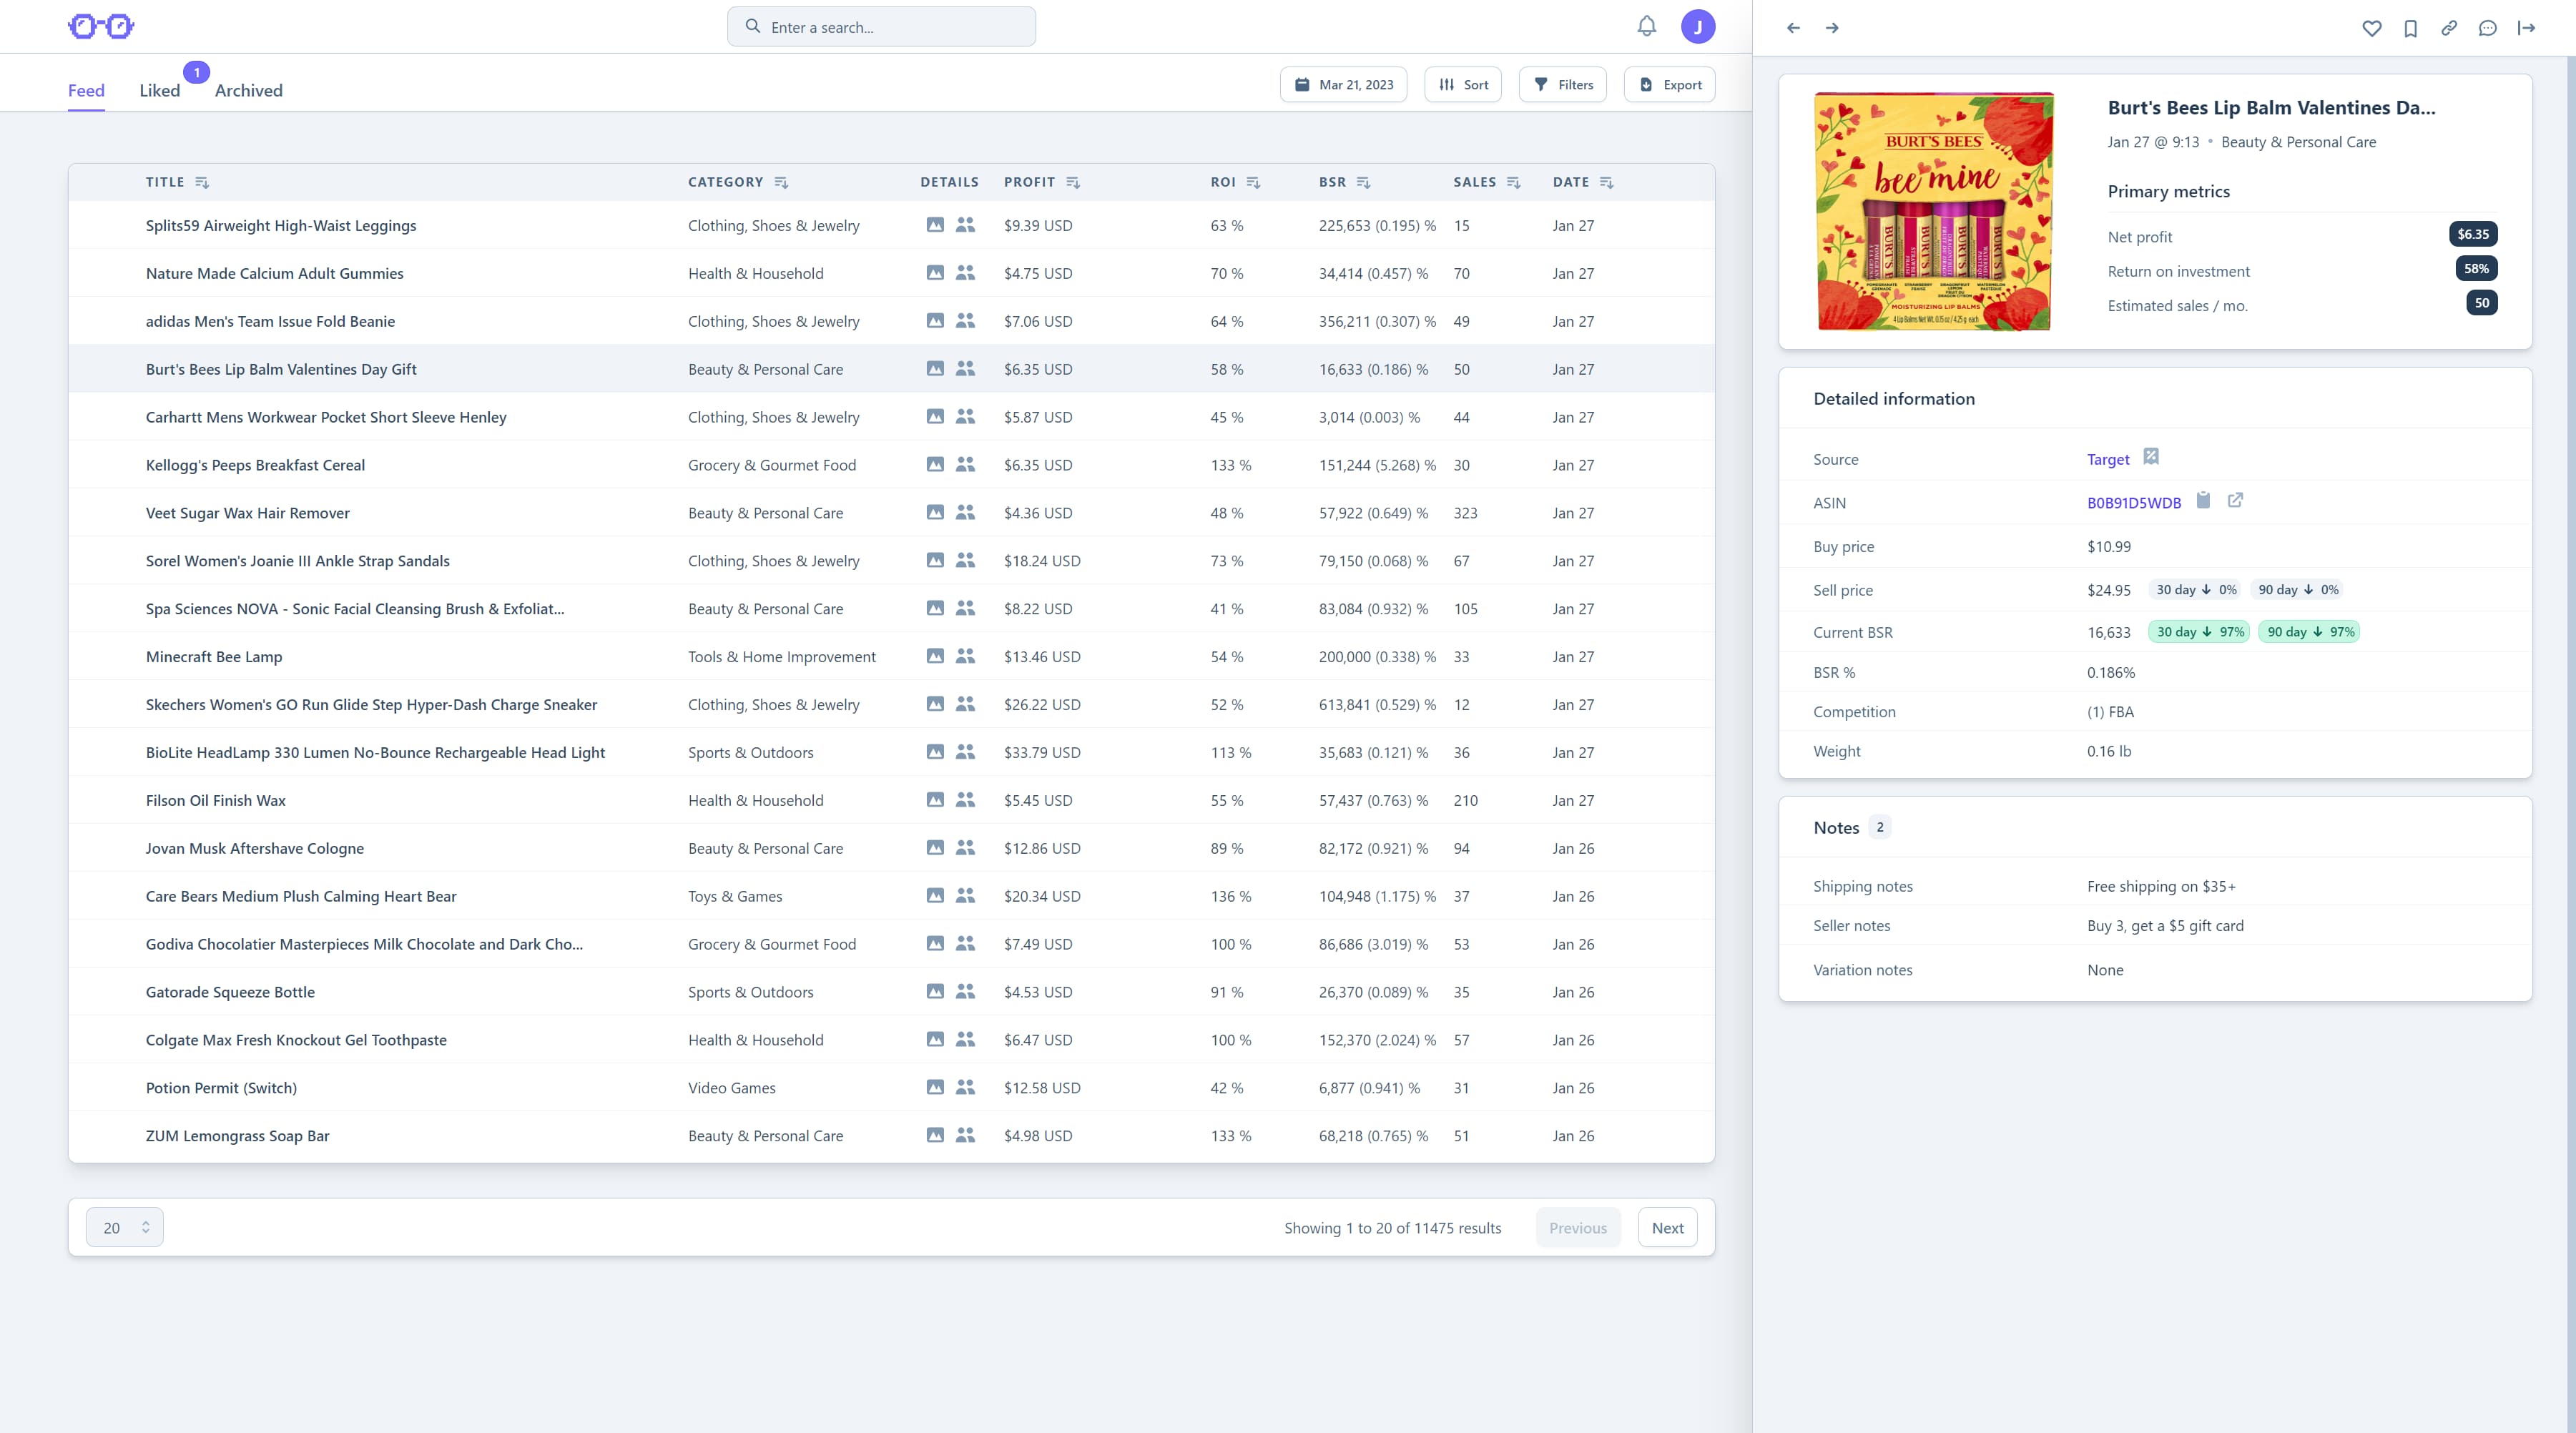 Enter a search...
J
Feed
Liked
1
Archived
Mar 21, 2023
Sort
Filters
Export
TITLE CATEGORY DETAILS PROFIT ROI BSR SALES DATE
Splits59 Airweight High-Waist Leggings Clothing, Shoes & Jewelry $9.39 USD 63 % 225,653 (0.195) % 15 Jan 27
Nature Made Calcium Adult Gummies Health & Household $4.75 USD 70 % 34,414 (0.457) % 70 Jan 27
adidas Men's Team Issue Fold Beanie Clothing, Shoes & Jewelry $7.06 USD 64 % 356,211 (0.307) % 49 Jan 27
Burt's Bees Lip Balm Valentines Day Gift Beauty & Personal Care $6.35 USD 58 % 16,633 (0.186) % 50 Jan 27
Carhartt Mens Workwear Pocket Short Sleeve Henley Clothing, Shoes & Jewelry $5.87 USD 45 % 3,014 (0.003) % 44 Jan 27
Kellogg's Peeps Breakfast Cereal Grocery & Gourmet Food $6.35 USD 133 % 151,244 (5.268) % 30 Jan 27
Veet Sugar Wax Hair Remover Beauty & Personal Care $4.36 USD 48 % 57,922 (0.649) % 323 Jan 27
Sorel Women's Joanie III Ankle Strap Sandals Clothing, Shoes & Jewelry $18.24 USD 73 % 79,150 (0.068) % 67 Jan 27
Spa Sciences NOVA - Sonic Facial Cleansing Brush & Exfoliat... Beauty & Personal Care $8.22 USD 41 % 83,084 (0.932) % 105 Jan 27
Minecraft Bee Lamp Tools & Home Improvement $13.46 USD 54 % 200,000 (0.338) % 33 Jan 27
Skechers Women's GO Run Glide Step Hyper-Dash Charge Sneaker Clothing, Shoes & Jewelry $26.22 USD 52 % 613,841 (0.529) % 12 Jan 27
BioLite HeadLamp 330 Lumen No-Bounce Rechargeable Head Light Sports & Outdoors $33.79 USD 113 % 35,683 (0.121) % 36 Jan 27
Filson Oil Finish Wax Health & Household $5.45 USD 55 % 57,437 (0.763) % 210 Jan 27
Jovan Musk Aftershave Cologne Beauty & Personal Care $12.86 USD 89 % 82,172 (0.921) % 94 Jan 26
Care Bears Medium Plush Calming Heart Bear Toys & Games $20.34 USD 136 % 104,948 (1.175) % 37 Jan 26
Godiva Chocolatier Masterpieces Milk Chocolate and Dark Cho... Grocery & Gourmet Food $7.49 USD 100 % 86,686 (3.019) % 53 Jan 26
Gatorade Squeeze Bottle Sports & Outdoors $4.53 USD 91 % 26,370 (0.089) % 35 Jan 26
Colgate Max Fresh Knockout Gel Toothpaste Health & Household $6.47 USD 100 % 152,370 (2.024) % 57 Jan 26
Potion Permit (Switch) Video Games $12.58 USD 42 % 6,877 (0.941) % 31 Jan 26
ZUM Lemongrass Soap Bar Beauty & Personal Care $4.98 USD 133 % 68,218 (0.765) % 51 Jan 26
20
Showing 1 to 20 of 11475 results
Previous
Next
BURT'S BEES
bee mine
MOISTURIZING LIP BALMS
4 Lip Balms Net Wt. 0.15 oz / 4.25 g each
Burt's Bees Lip Balm Valentines Da...
Jan 27 @ 9:13 • Beauty & Personal Care
Primary metrics
Net profit $6.35
Return on investment 58%
Estimated sales / mo. 50
Detailed information
Source Target
ASIN B0B91D5WDB
Buy price $10.99
Sell price $24.95 30 day ↓ 0% 90 day ↓ 0%
Current BSR 16,633 30 day ↓ 97% 90 day ↓ 97%
BSR % 0.186%
Competition (1) FBA
Weight 0.16 lb
Notes 2
Shipping notes Free shipping on $35+
Seller notes Buy 3, get a $5 gift card
Variation notes None